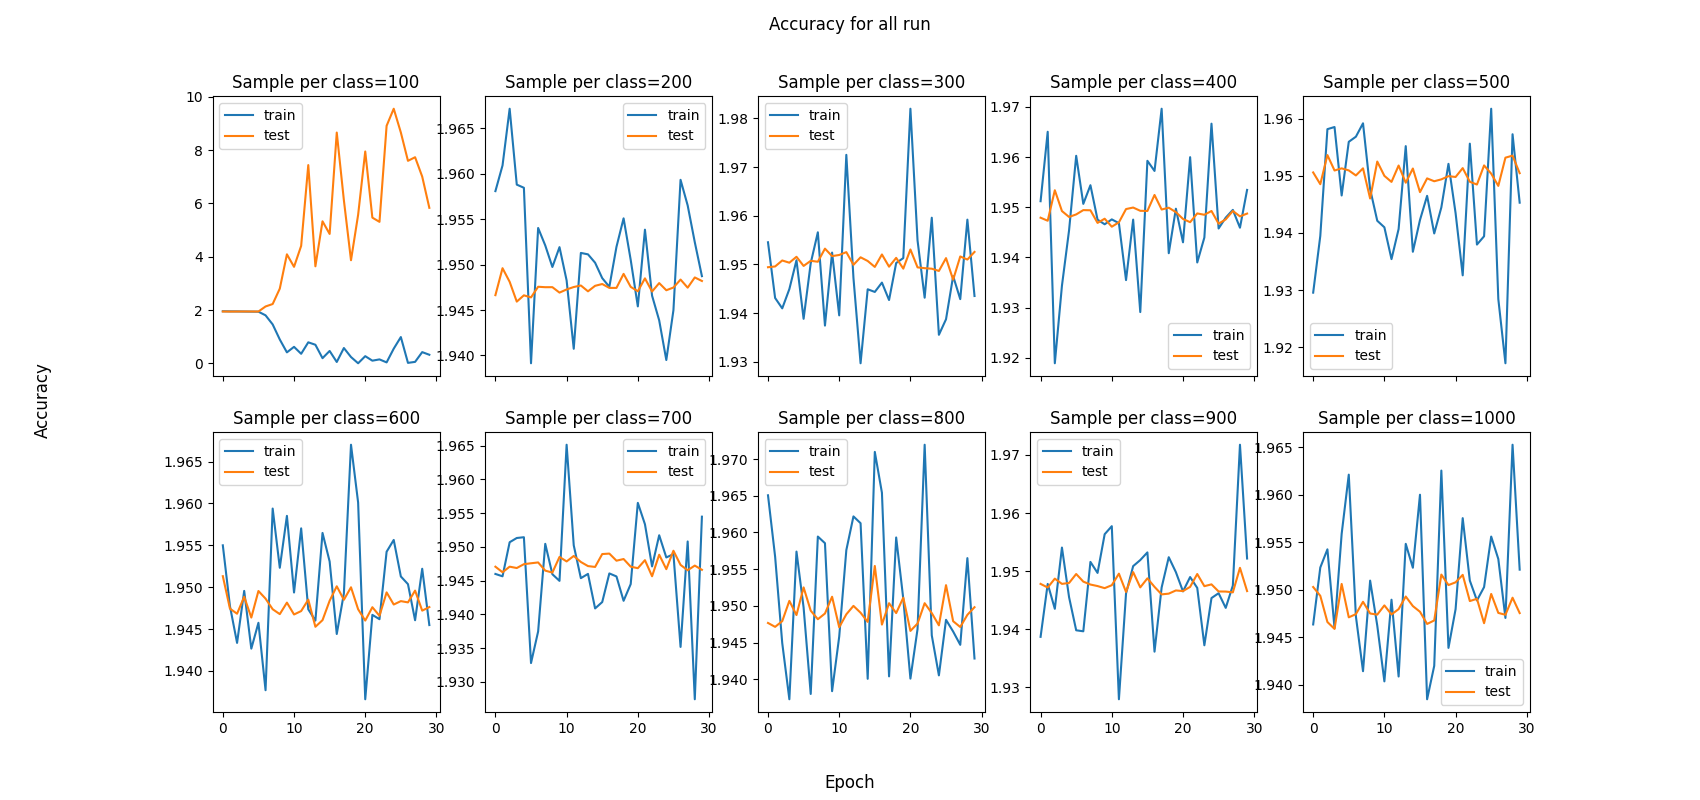 Accuracy for all run
Sample per class=100
Sample per class=200
Sample per class=300
Sample per class=400
Sample per class=500
10
8
6
4
2
0
train
test
1.965
1.960
1.955
1.950
1.945
1.940
train
test
1.98
1.97
1.96
1.95
1.94
1.93
train
test
1.97
1.96
1.95
1.94
1.93
1.92
train
test
1.96
1.95
1.94
1.93
1.92
train
test
Accuracy
Sample per class=600
Sample per class=700
Sample per class=800
Sample per class=900
Sample per class=1000
1.965
1.960
1.955
1.950
1.945
1.940
train
test
0 10 20 30
1.965
1.960
1.955
1.950
1.945
1.940
1.935
1.930
train
test
0 10 20 30
1.970
1.965
1.960
1.955
1.950
1.945
1.940
train
test
0 10 20 30
1.97
1.96
1.95
1.94
1.93
train
test
0 10 20 30
1.965
1.960
1.955
1.950
1.945
1.940
train
test
0 10 20 30
Epoch